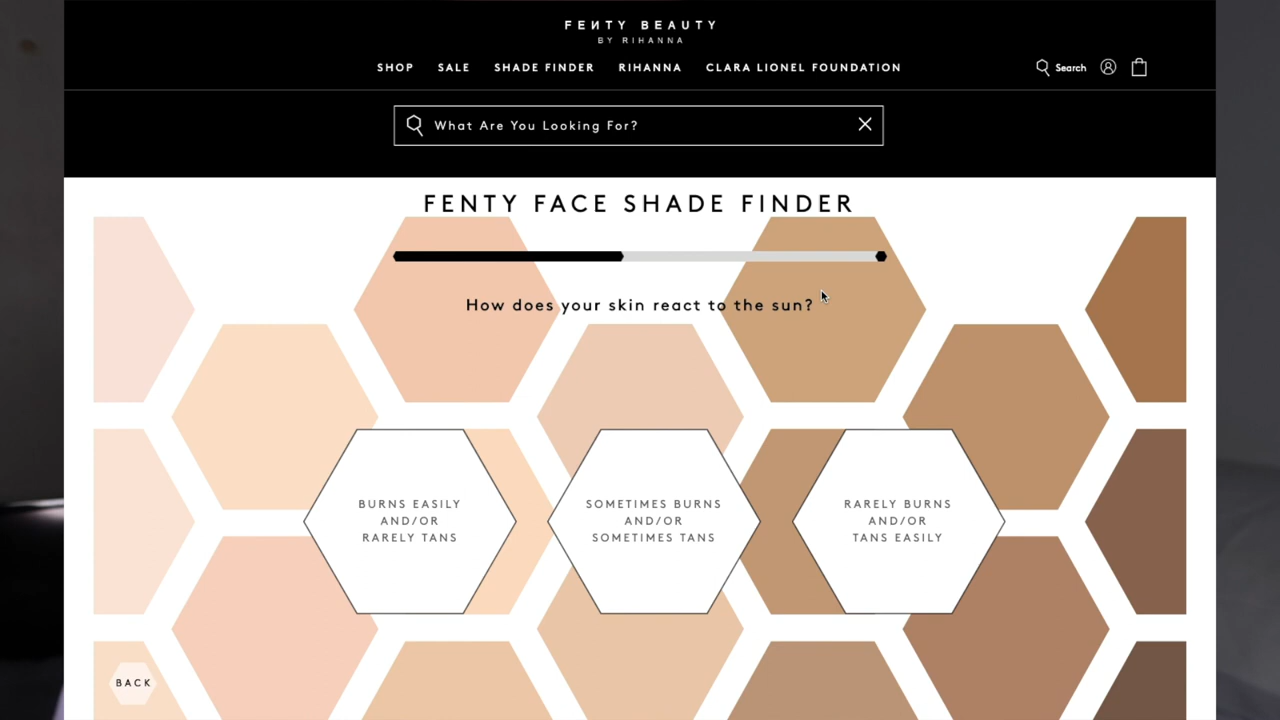 FENTY BEAUTY
BY RIHANNA
SHOP SALE SHADE FINDER RIHANNA CLARA LIONEL FOUNDATION Search
What Are You Looking For?
FENTY FACE SHADE FINDER
How does your skin react to the sun?
BURNS EASILY
AND/OR
RARELY TANS
SOMETIMES BURNS
AND/OR
SOMETIMES TANS
RARELY BURNS
AND/OR
TANS EASILY
BACK